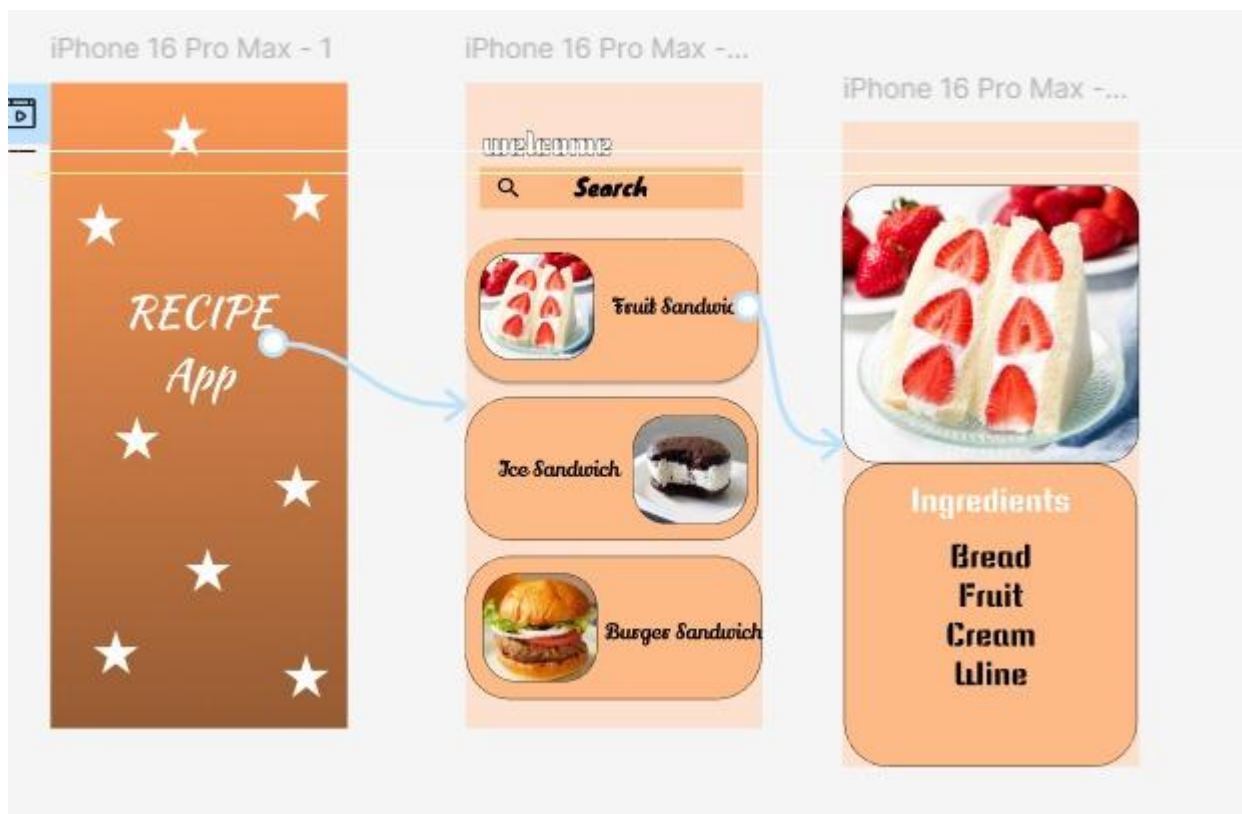 iPhone 16 Pro Max - 1
RECIPE
App
iPhone 16 Pro Max -...
welcome
Search
Fruit Sandwic
Ice Sandwich
Burger Sandwich
iPhone 16 Pro Max -...
Ingredients
Bread
Fruit
Cream
Wine